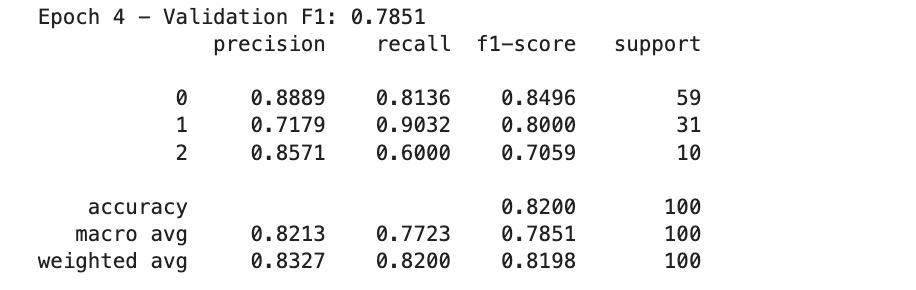 Epoch 4 - Validation F1: 0.7851
precision recall f1-score support
0 0.8889 0.8136 0.8496 59
1 0.7179 0.9032 0.8000 31
2 0.8571 0.6000 0.7059 10
accuracy 0.8200 100
macro avg 0.8213 0.7723 0.7851 100
weighted avg 0.8327 0.8200 0.8198 100